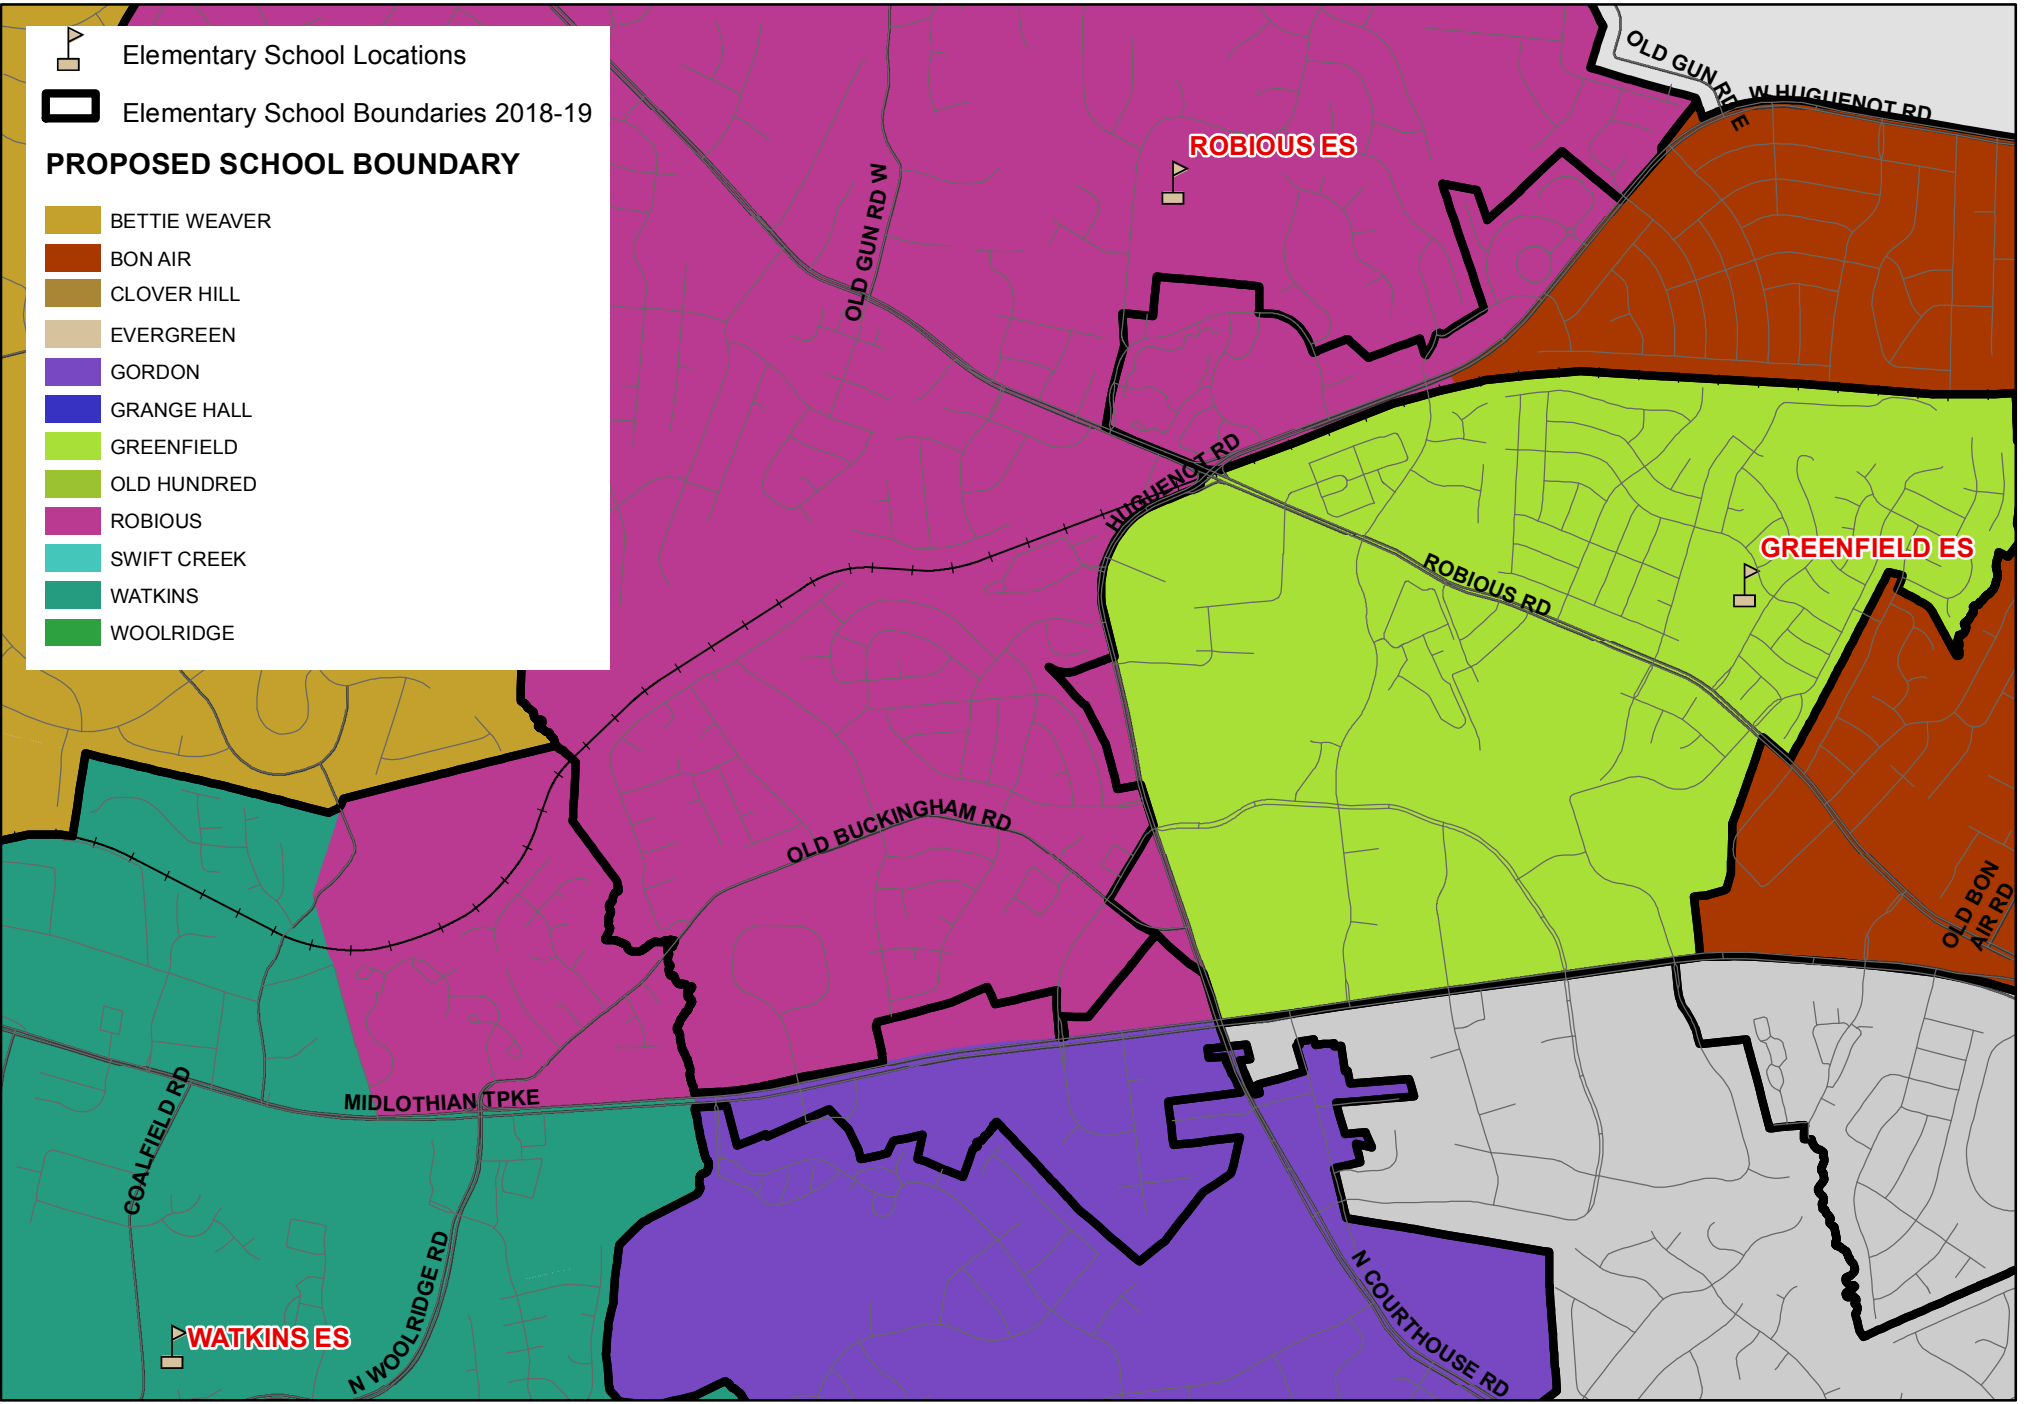 Elementary School Locations
Elementary School Boundaries 2018-19
PROPOSED SCHOOL BOUNDARY
BETTIE WEAVER
BON AIR
CLOVER HILL
EVERGREEN
GORDON
GRANGE HALL
GREENFIELD
OLD HUNDRED
ROBIOUS
SWIFT CREEK
WATKINS
WOOLRIDGE
OLD GUN RD E
W HUGUENOT RD
ROBIOUS ES
OLD GUN RD W
HUGUENOT RD
GREENFIELD ES
ROBIOUS RD
OLD BUCKINGHAM RD
OLD BON
AIR RD
MIDLOTHIAN TPKE
COALFIELD RD
N WOOLRIDGE RD
WATKINS ES
N COURTHOUSE RD